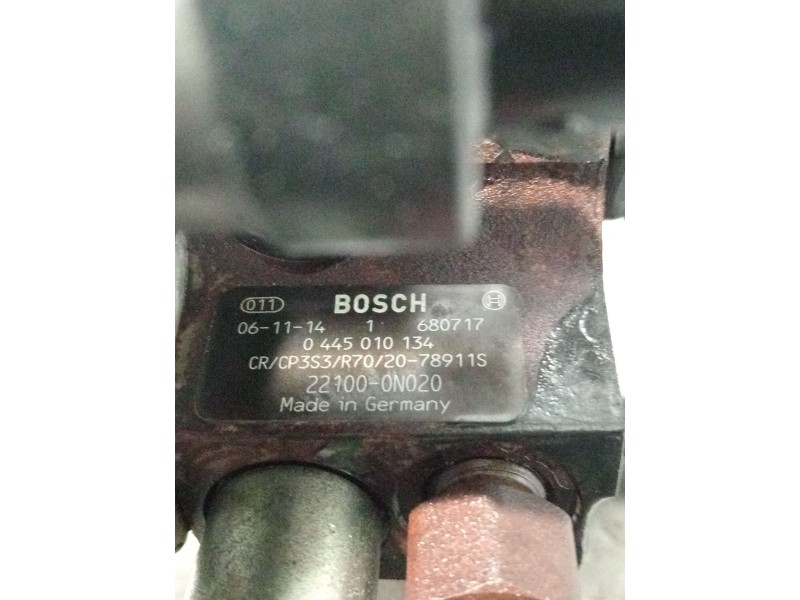 011 BOSCH
06-11-14 1 680717
0 445 010 134
CR/CP3S3/R70/20-78911S
22100-0N020
Made in Germany